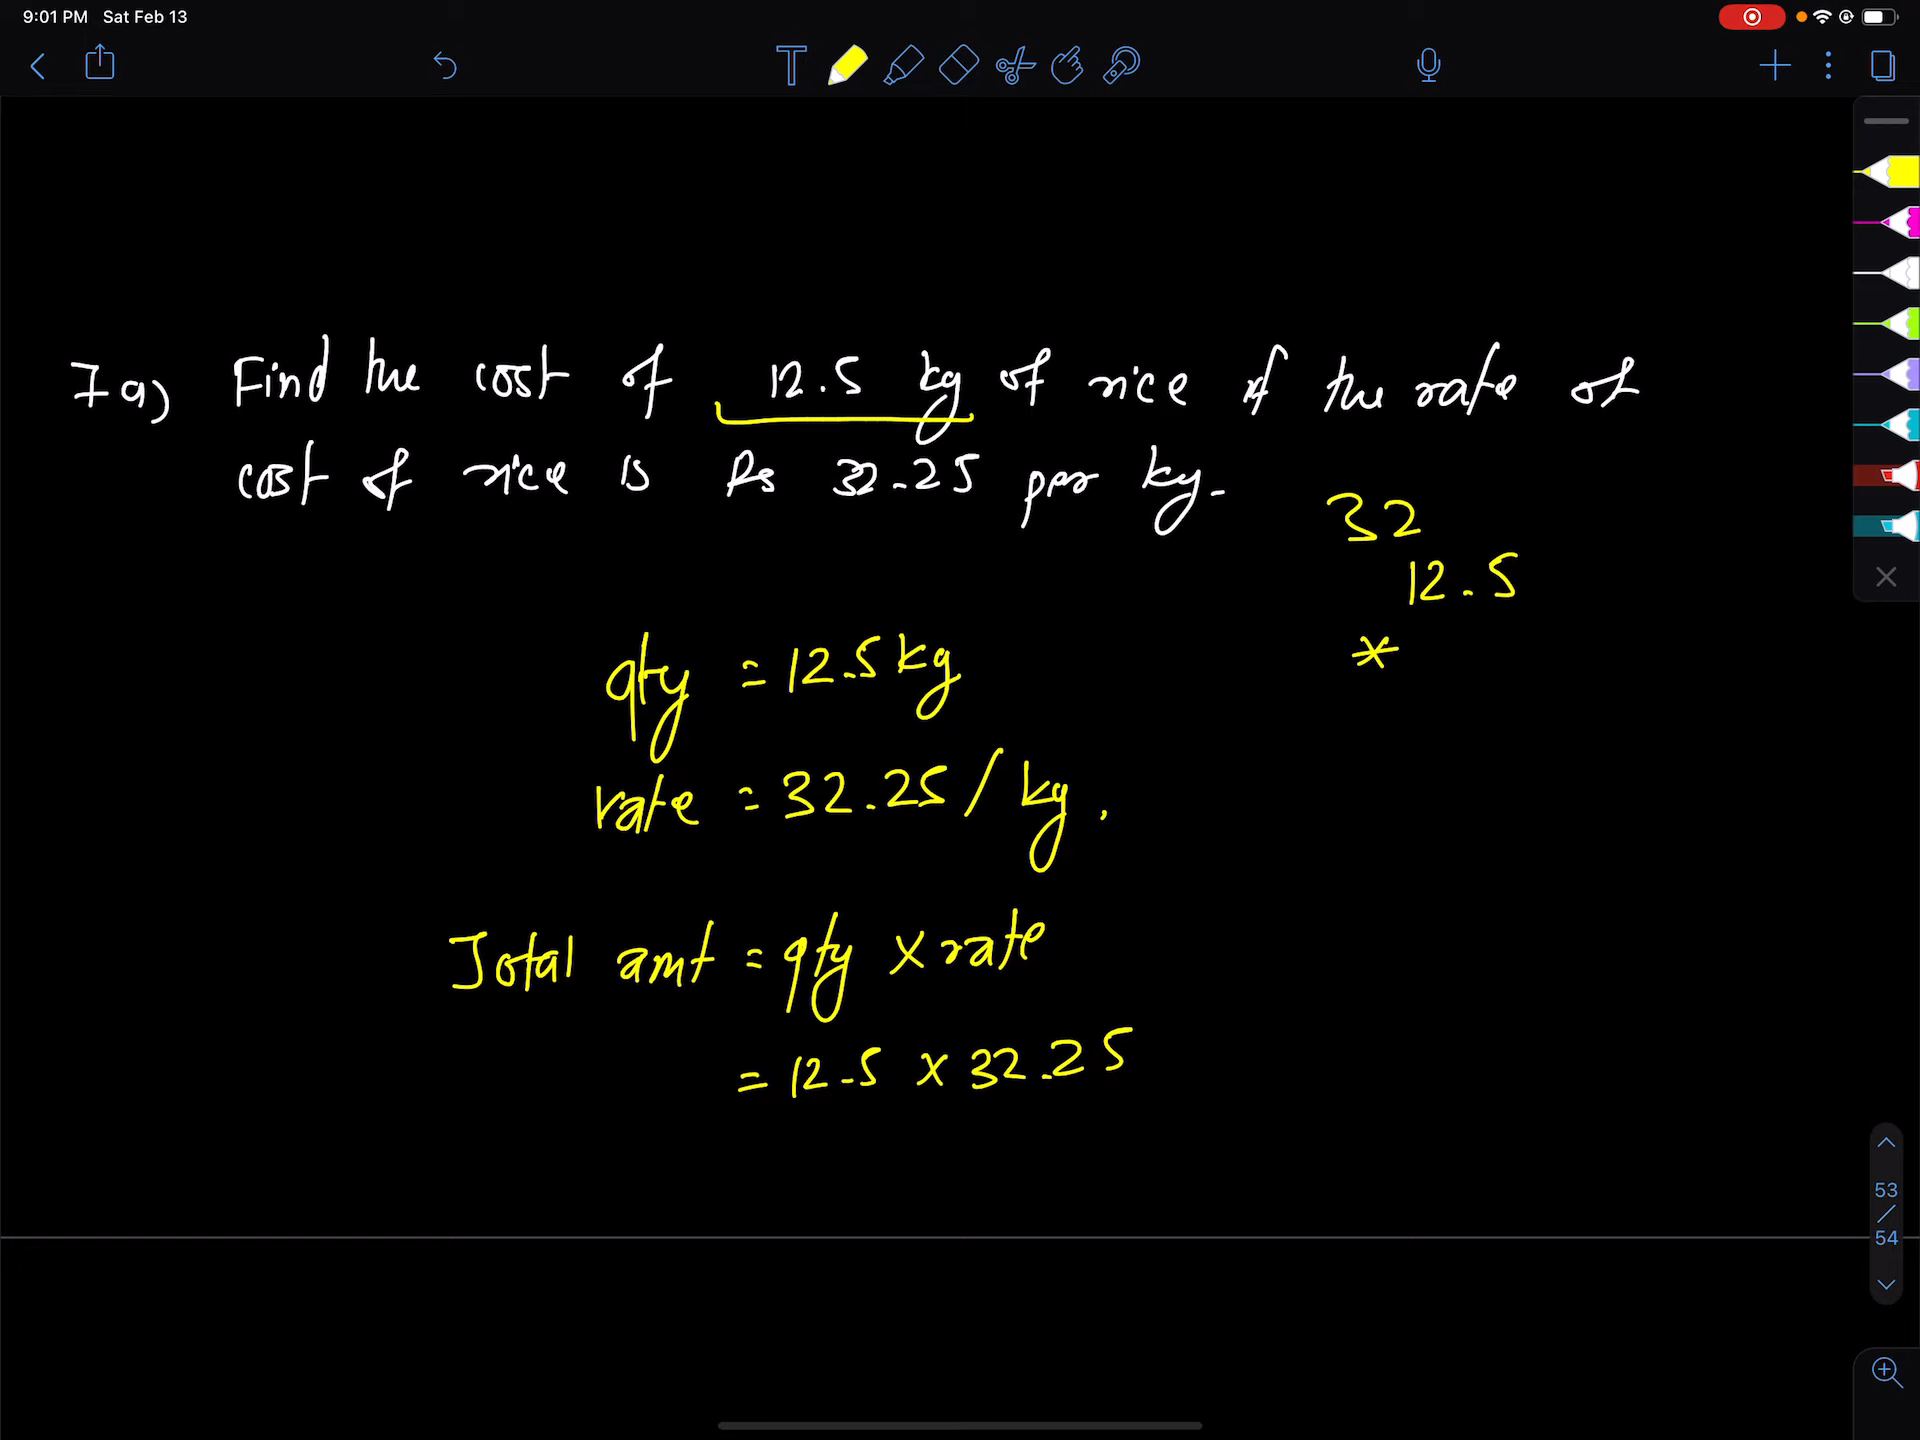 9:01 PM Sat Feb 13
7 a) Find the cost of 12.5 kg of rice if the rate of
cost of rice is Rs 32.25 per kg.
32
12.5
*
qty = 12.5 kg
rate = 32.25 / kg.
Total amt = qty x rate
= 12.5 x 32.25
53
/
54